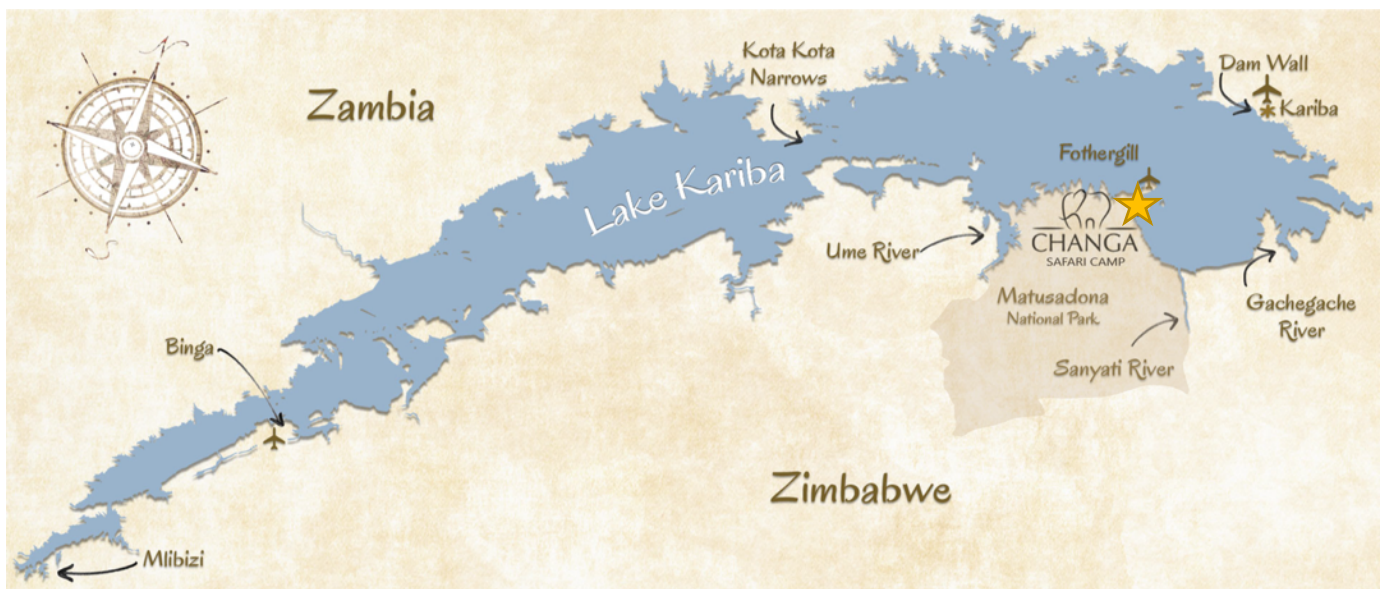 Kota Kota
Narrows
Dam Wall
Zambia
Kariba
Fothergill
Lake Kariba
CHANGA
SAFARI CAMP
Ume River
Matusadona
National Park
Gachegache
River
Binga
Sanyati River
Zimbabwe
Mlibizi